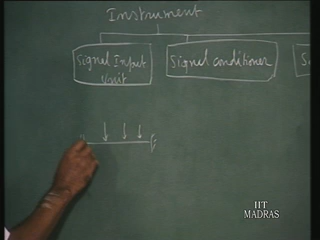 Instrument
Signal Input
Unit
Signal Conditioner
IIT
MADRAS